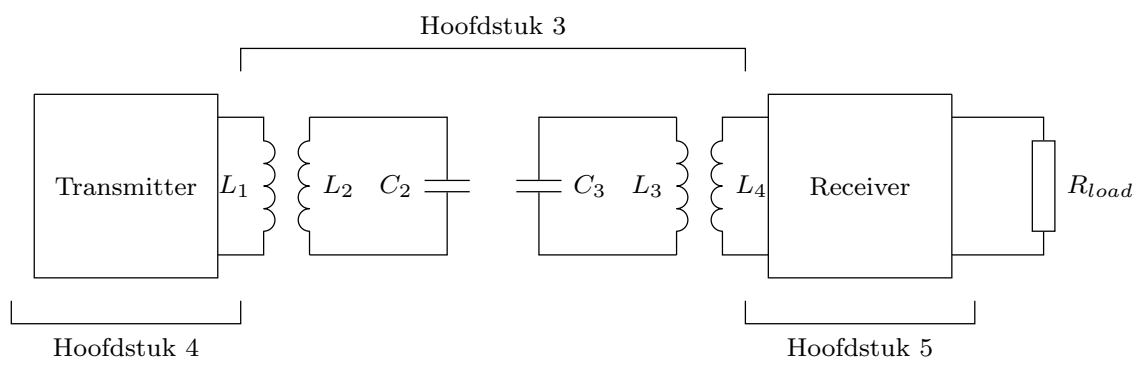 Hoofdstuk 3
Transmitter
L1
L2
C2
C3
L3
L4
Receiver
Rload
Hoofdstuk 4
Hoofdstuk 5